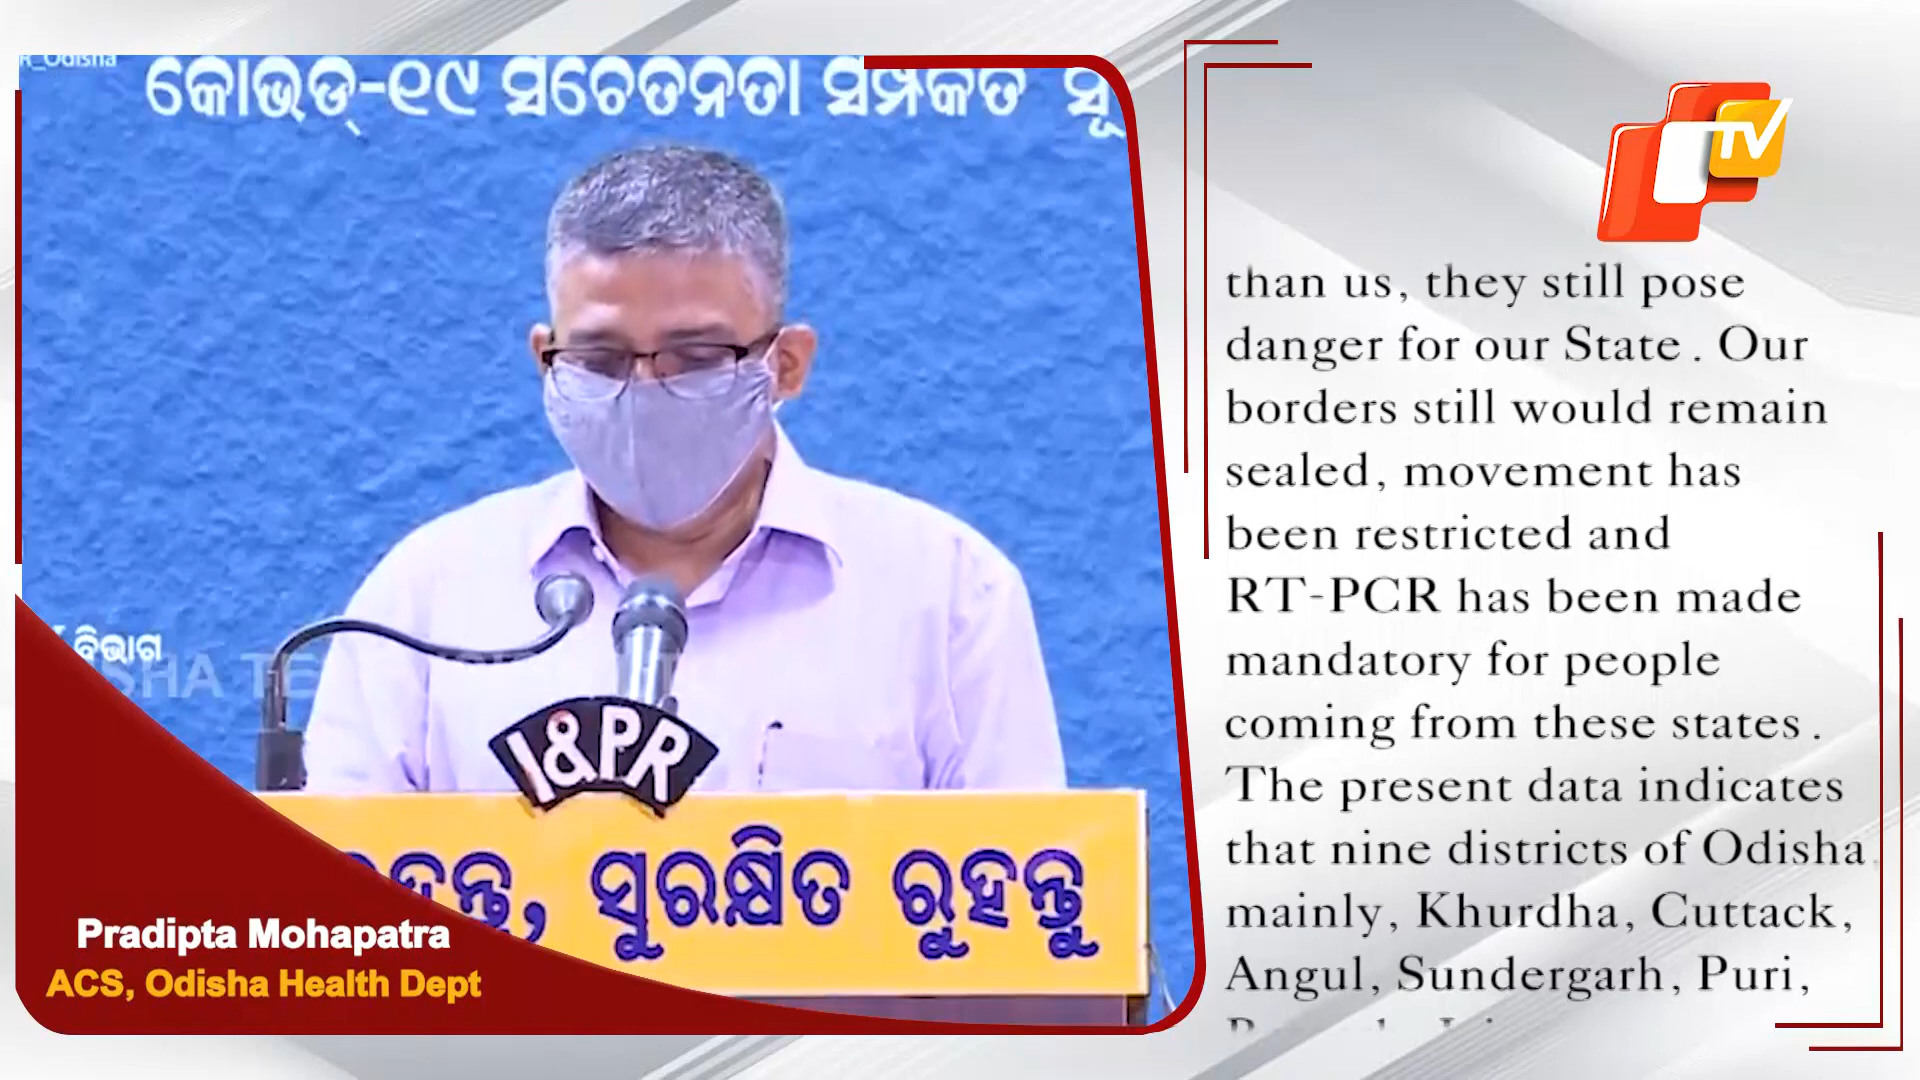 R_Odisha
କୋଭିଡ୍-୧୯ ସଚେତନତା ସମ୍ପର୍କିତ
TV
ବିଭାଗ
I&PR
ସୁରକ୍ଷିତ ରୁହନ୍ତୁ
Pradipta Mohapatra
ACS, Odisha Health Dept
than us, they still pose
danger for our State. Our
borders still would remain
sealed, movement has
been restricted and
RT-PCR has been made
mandatory for people
coming from these states.
The present data indicates
that nine districts of Odisha
mainly, Khurdha, Cuttack,
Angul, Sundergarh, Puri,